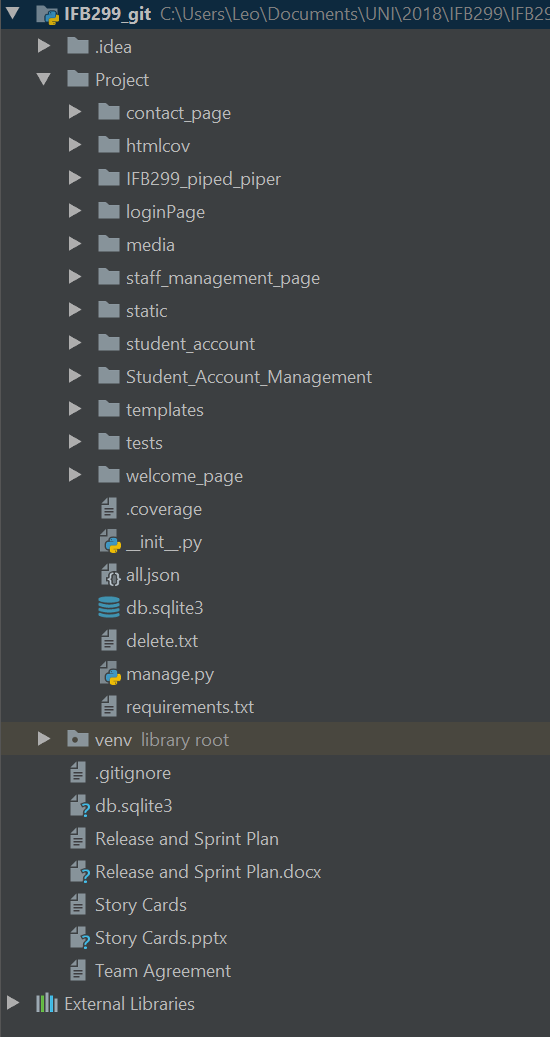 IFB299_git C:\Users\Leo\Documents\UNI\2018\IFB299\IFB29
.idea
Project
contact_page
htmlcov
IFB299_piped_piper
loginPage
media
staff_management_page
static
student_account
Student_Account_Management
templates
tests
welcome_page
.coverage
__init__.py
all.json
db.sqlite3
delete.txt
manage.py
requirements.txt
venv library root
.gitignore
db.sqlite3
Release and Sprint Plan
Release and Sprint Plan.docx
Story Cards
Story Cards.pptx
Team Agreement
External Libraries